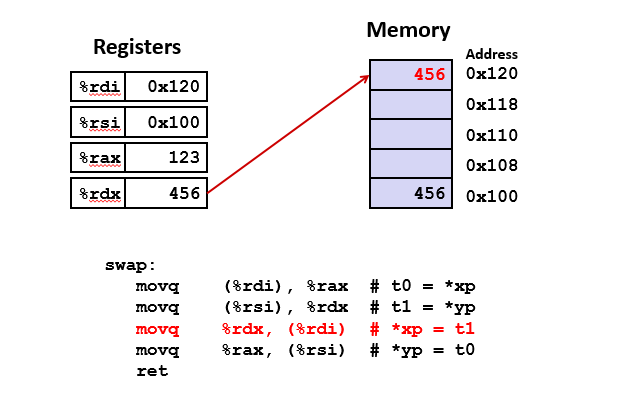 Registers
Memory
Address
%rdi 0x120
%rsi 0x100
%rax 123
%rdx 456
456 0x120
0x118
0x110
0x108
456 0x100
swap:
movq (%rdi), %rax # t0 = *xp
movq (%rsi), %rdx # t1 = *yp
movq %rdx, (%rdi) # *xp = t1
movq %rax, (%rsi) # *yp = t0
ret